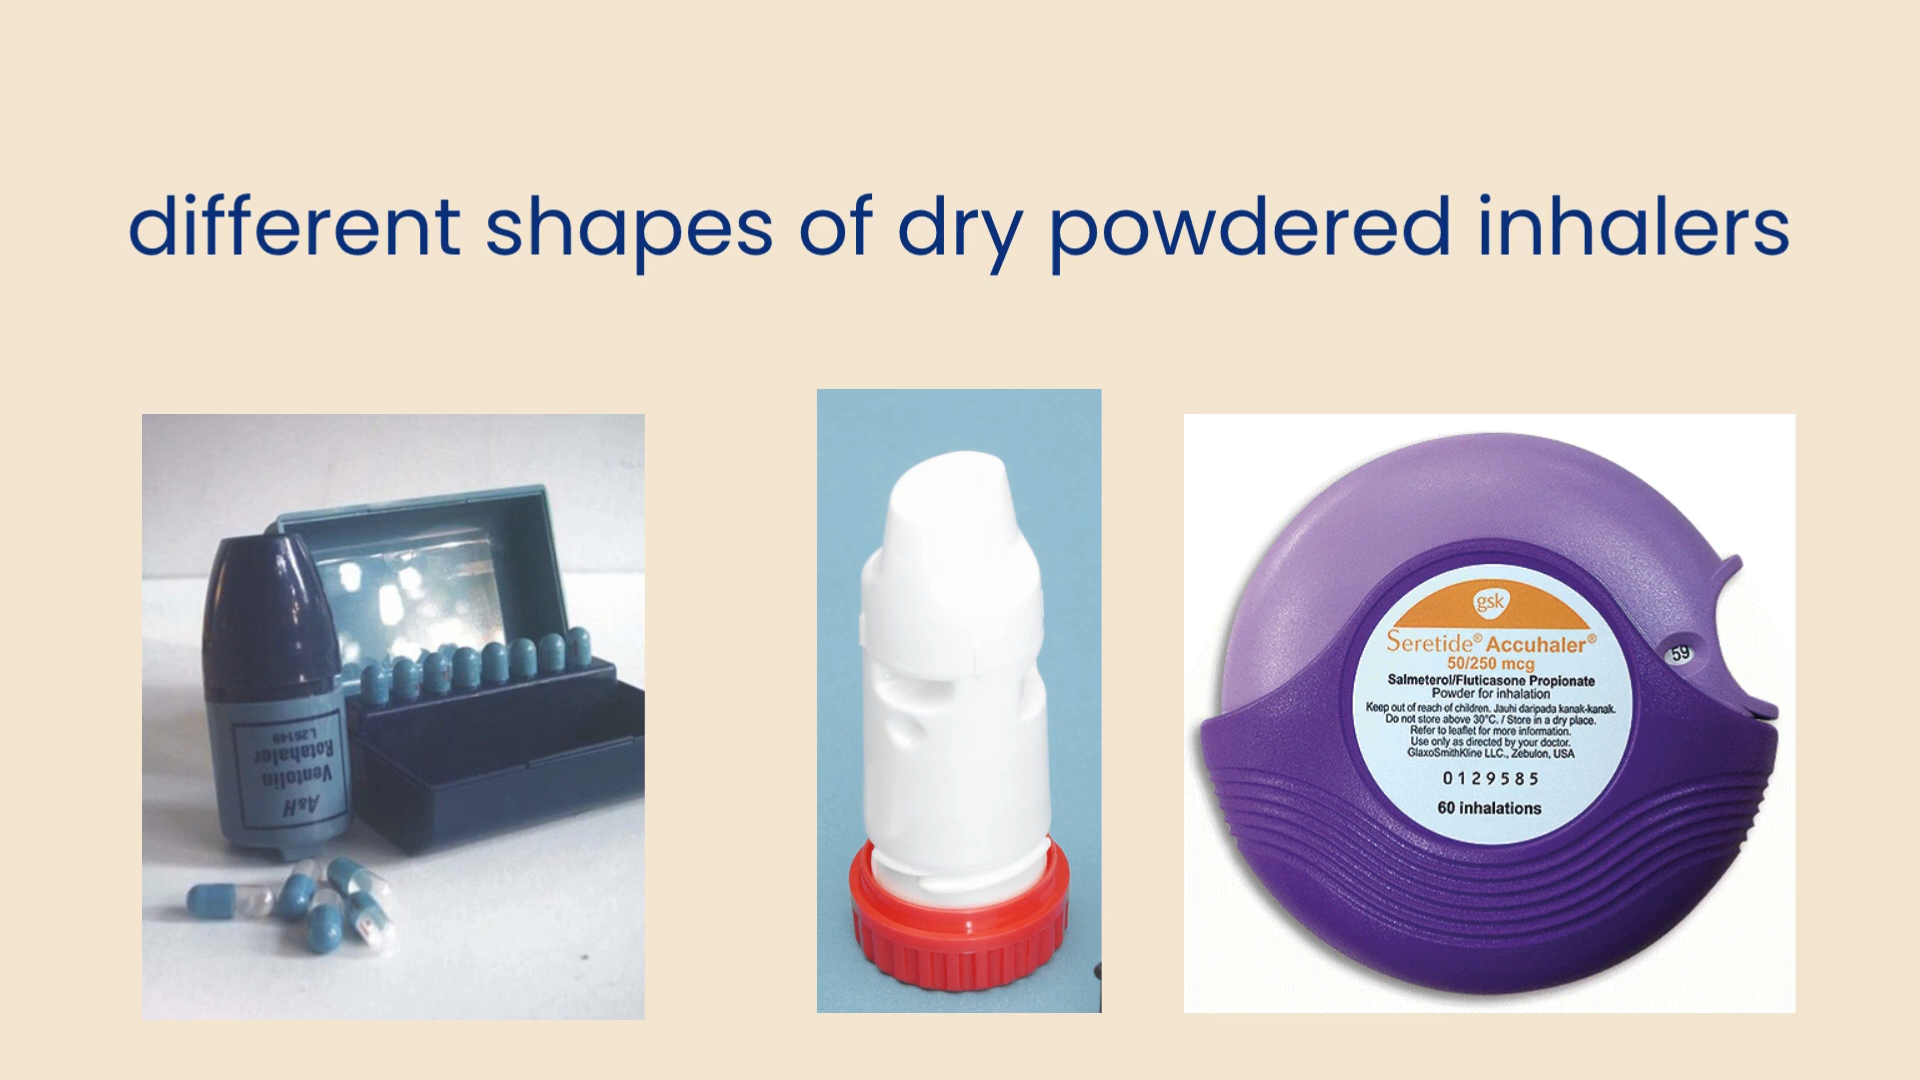 different shapes of dry powdered inhalers
A&H
Ventolin
Rotahaler
L26149
gsk
Seretide® Accuhaler®
50/250 mcg
Salmeterol/Fluticasone Propionate
Powder for inhalation
Keep out of reach of children. Jauhi daripada kanak-kanak.
Do not store above 30°C. / Store in a dry place.
Refer to leaflet for more information.
Use only as directed by your doctor.
GlaxoSmithKline LLC., Zebulon, USA
0129585
60 inhalations
59